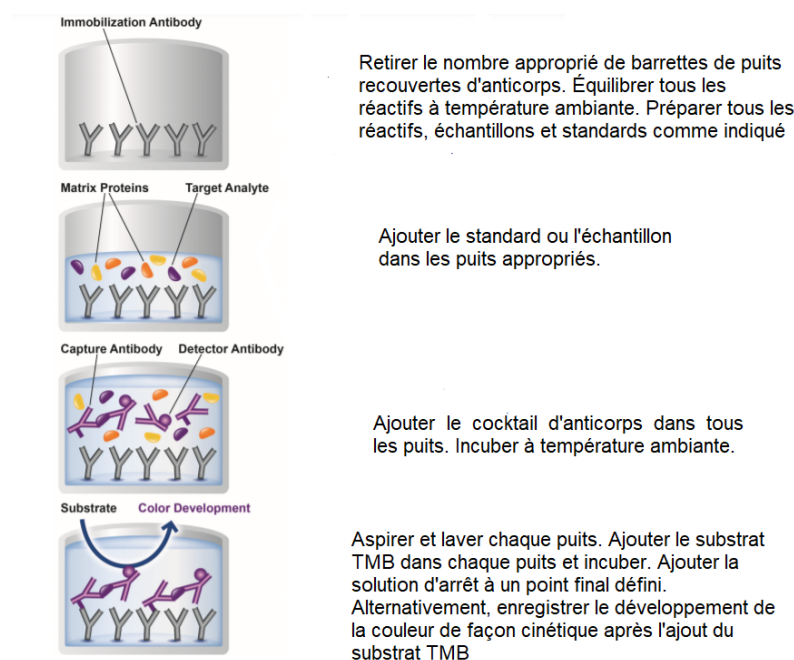 Immobilization Antibody
Retirer le nombre approprié de barrettes de puits
recouvertes d'anticorps. Équilibrer tous les
réactifs à température ambiante. Préparer tous les
réactifs, échantillons et standards comme indiqué
Matrix Proteins Target Analyte
Ajouter le standard ou l'échantillon
dans les puits appropriés.
Capture Antibody Detector Antibody
Ajouter le cocktail d'anticorps dans tous
les puits. Incuber à température ambiante.
Substrate Color Development
Aspirer et laver chaque puits. Ajouter le substrat
TMB dans chaque puits et incuber. Ajouter la
solution d'arrêt à un point final défini.
Alternativement, enregistrer le développement de
la couleur de façon cinétique après l'ajout du
substrat TMB